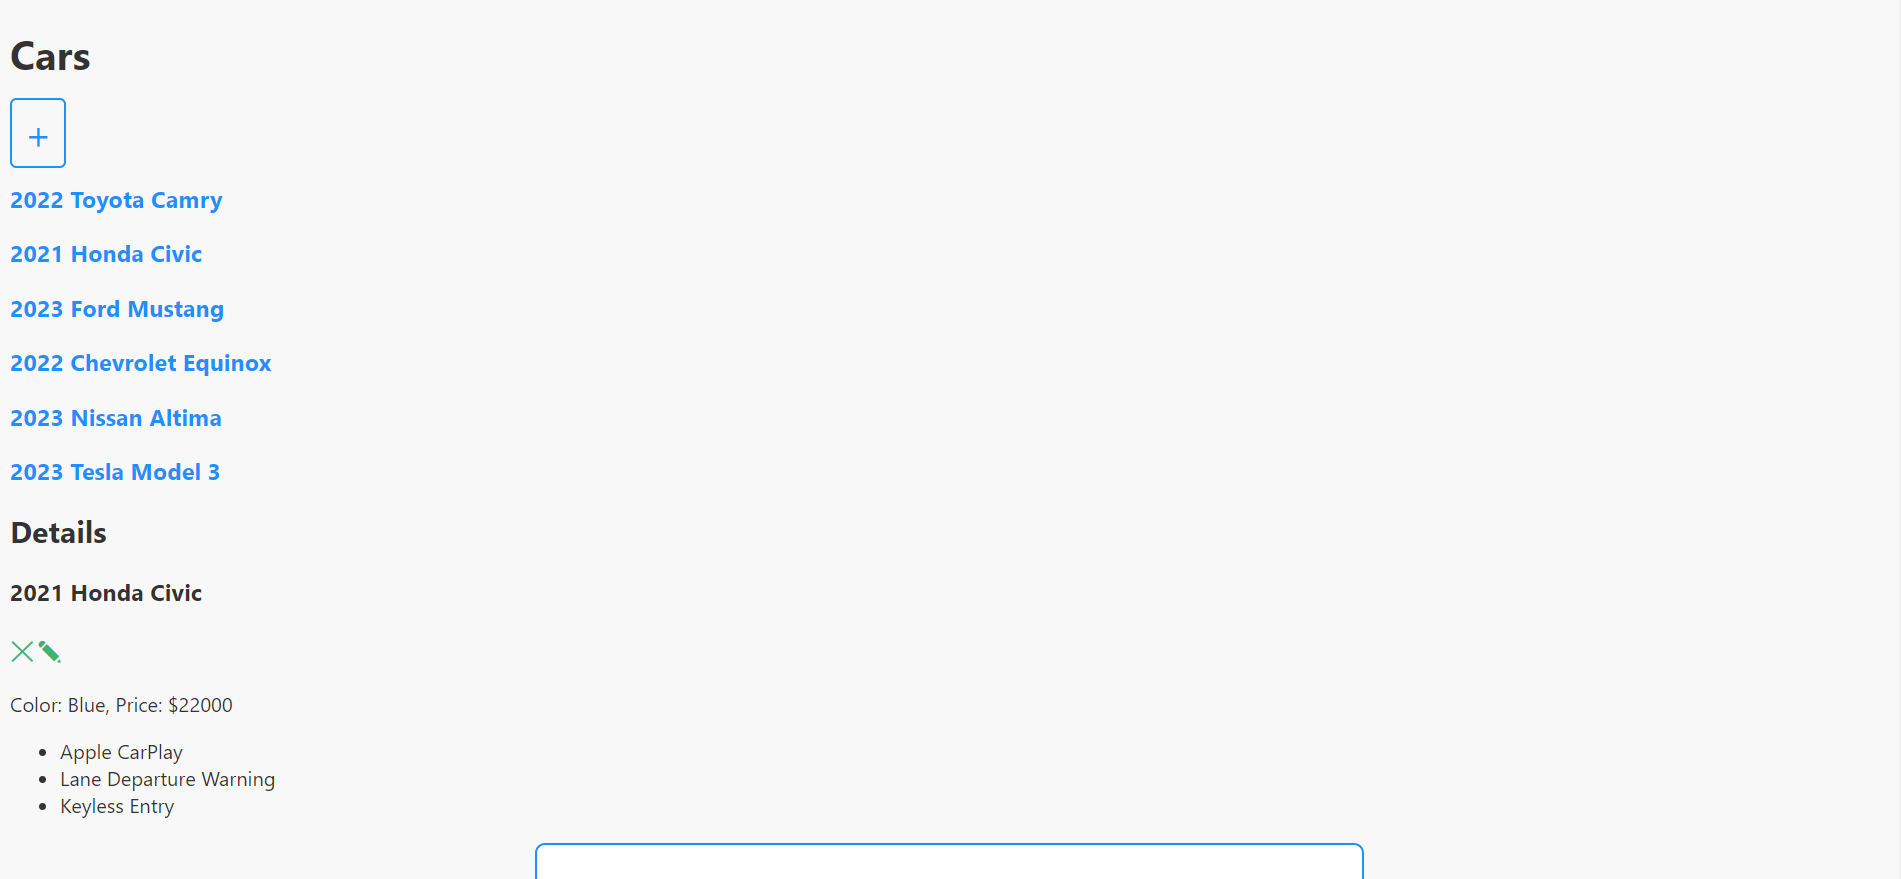 Cars
+
2022 Toyota Camry
2021 Honda Civic
2023 Ford Mustang
2022 Chevrolet Equinox
2023 Nissan Altima
2023 Tesla Model 3
Details
2021 Honda Civic
Color: Blue, Price: $22000
Apple CarPlay
Lane Departure Warning
Keyless Entry